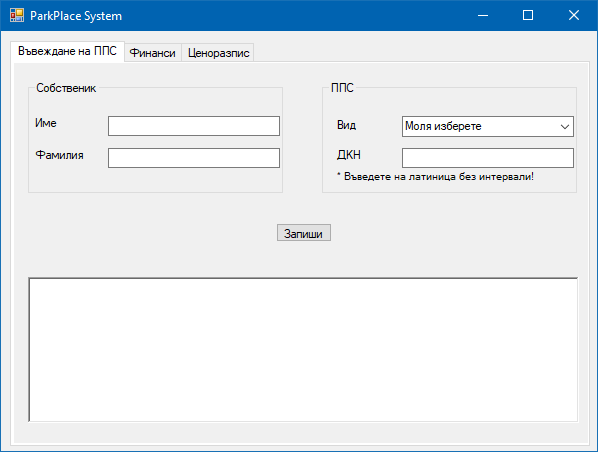 ParkPlace System
Въвеждане на ППС Финанси Ценоразпис
Собственик
Име
Фамилия
ППС
Вид Моля изберете
ДКН
* Въведете на латиница без интервали!
Запиши